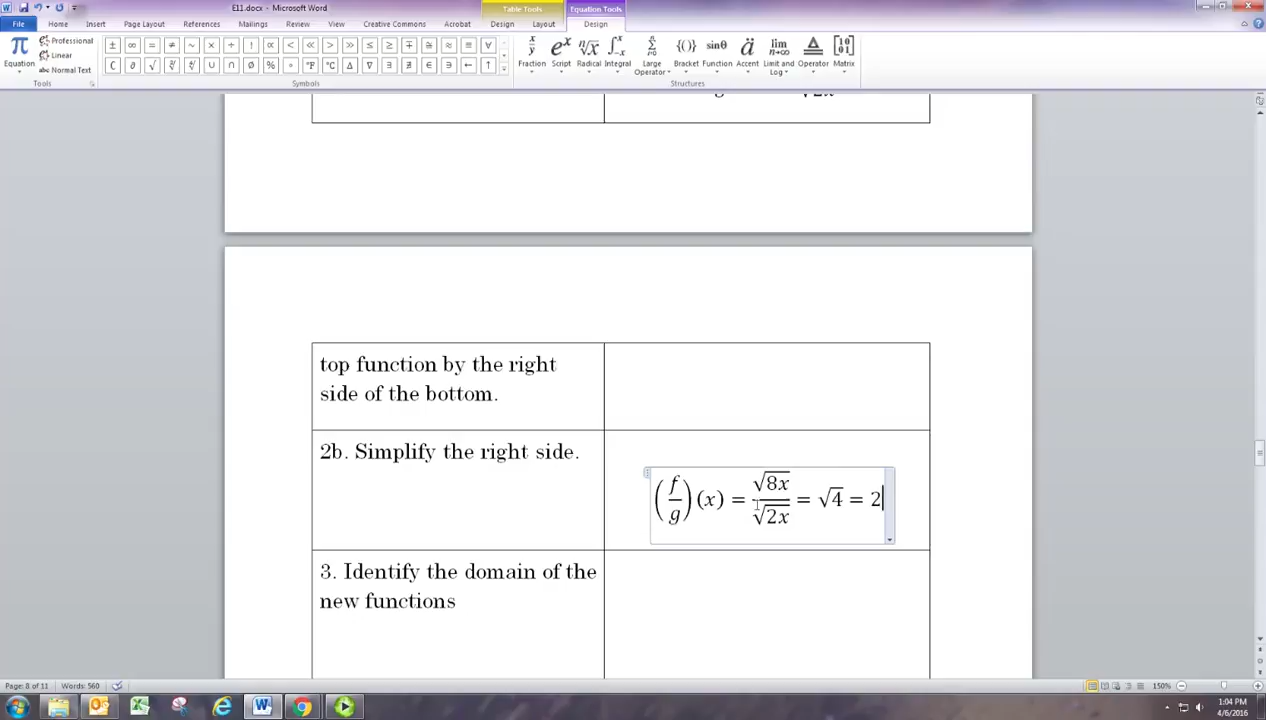 E11.docx - Microsoft Word
Table Tools
Equation Tools
File Home Insert Page Layout References Mailings Review View Creative Commons Acrobat Design Layout Design
π Equation
Professional
Linear
abc Normal Text
Tools
± ∞ = ≠ ~ × ÷ ! ∝ < ≪ > ≫ ≤ ≥ ∓ ≅ ≈ ≡ ∀
∁ ∂ √ ∛ ∜ ∪ ∩ ∅ % ° °F °C ∆ ∇ ∃ ∄ ∈ ∋ ← ↑
Symbols
Fraction Script Radical Integral Large Operator Bracket Function Accent Limit and Log Operator Matrix
Structures
top function by the right
side of the bottom.
2b. Simplify the right side.
(f/g)(x) = √8x/√2x = √4 = 2
3. Identify the domain of the
new functions
Page: 8 of 11 Words: 560
150%
1:04 PM
4/6/2016